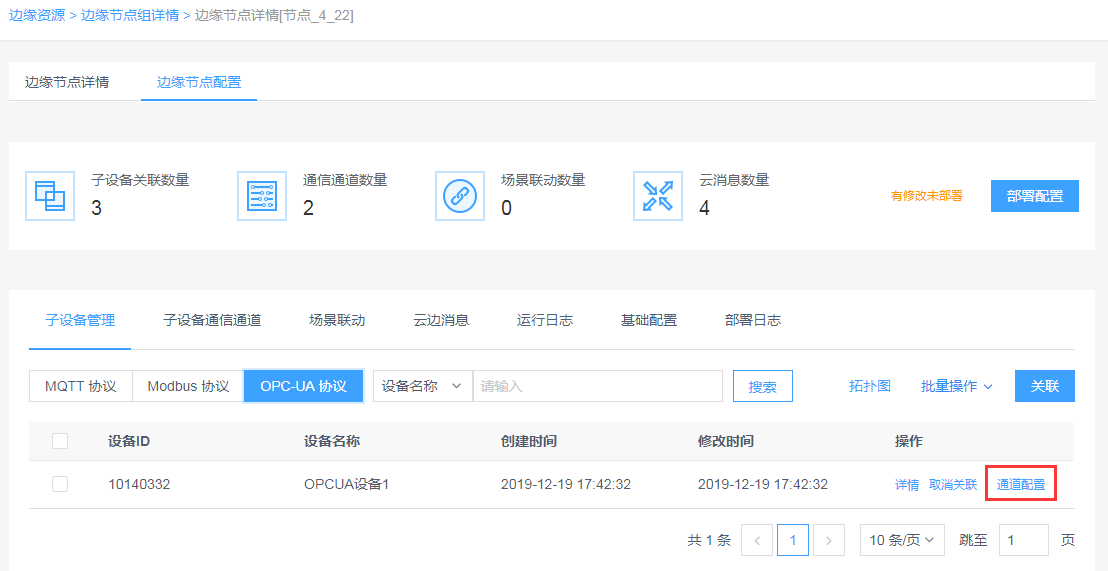 边缘资源 > 边缘节点组详情 > 边缘节点详情[节点_4_22]
边缘节点详情 边缘节点配置
子设备关联数量 通信通道数量 场景联动数量 云消息数量
3 2 0 4
有修改未部署 部署配置
子设备管理 子设备通信通道 场景联动 云边消息 运行日志 基础配置 部署日志
MQTT 协议 Modbus 协议 OPC-UA 协议 设备名称 请输入 搜索 拓扑图 批量操作 关联
设备ID 设备名称 创建时间 修改时间 操作
10140332 OPCUA设备1 2019-12-19 17:42:32 2019-12-19 17:42:32 详情 取消关联 通道配置
共 1 条 < 1 > 10 条/页 跳至 1 页